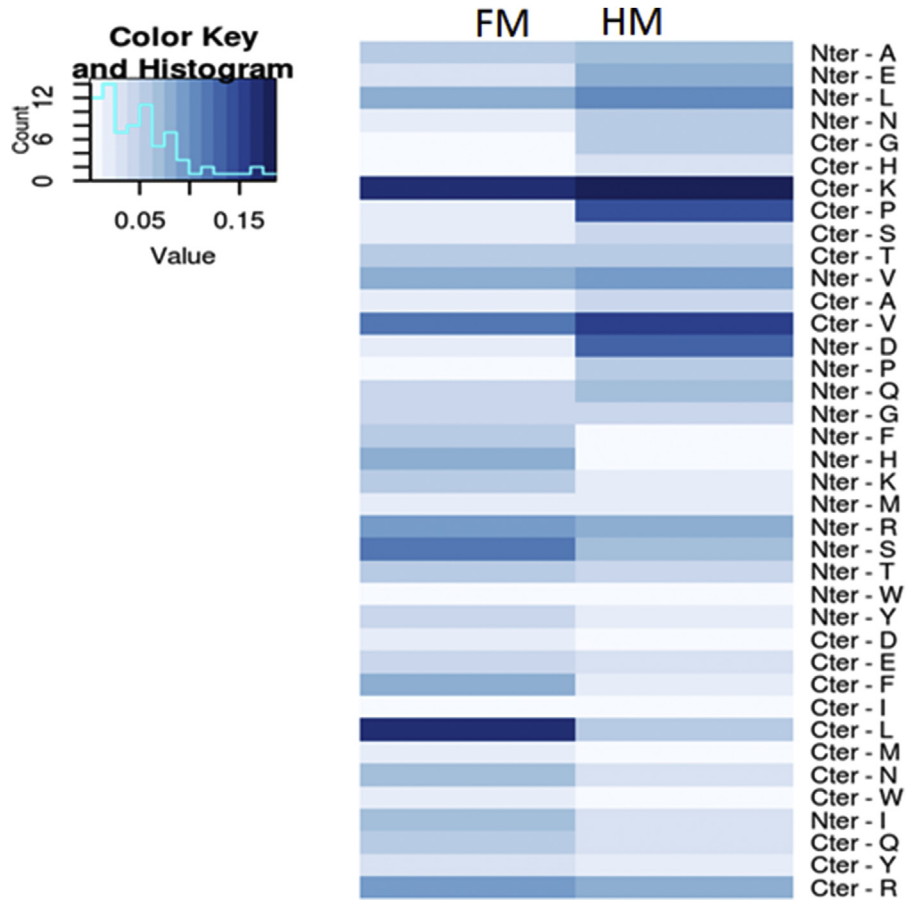 FM HM
Color Key
and Histogram
Count
0 6 12
0.05 0.15
Value
Nter - A
Nter - E
Nter - L
Nter - N
Cter - G
Cter - H
Cter - K
Cter - P
Cter - S
Cter - T
Nter - V
Cter - A
Cter - V
Nter - D
Nter - P
Nter - Q
Nter - G
Nter - F
Nter - H
Nter - K
Nter - M
Nter - R
Nter - S
Nter - T
Nter - W
Nter - Y
Cter - D
Cter - E
Cter - F
Cter - I
Cter - L
Cter - M
Cter - N
Cter - W
Nter - I
Cter - Q
Cter - Y
Cter - R